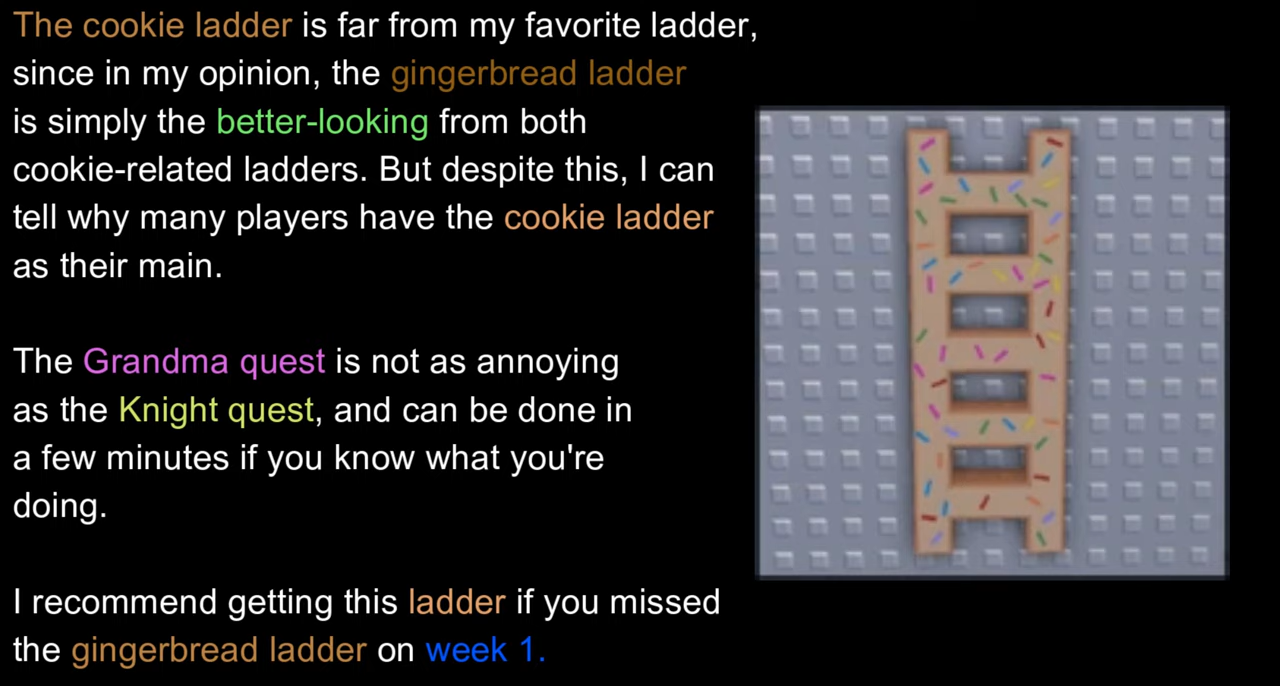 The cookie ladder is far from my favorite ladder,
since in my opinion, the gingerbread ladder
is simply the better-looking from both
cookie-related ladders. But despite this, I can
tell why many players have the cookie ladder
as their main.
The Grandma quest is not as annoying
as the Knight quest, and can be done in
a few minutes if you know what you're
doing.
I recommend getting this ladder if you missed
the gingerbread ladder on week 1.